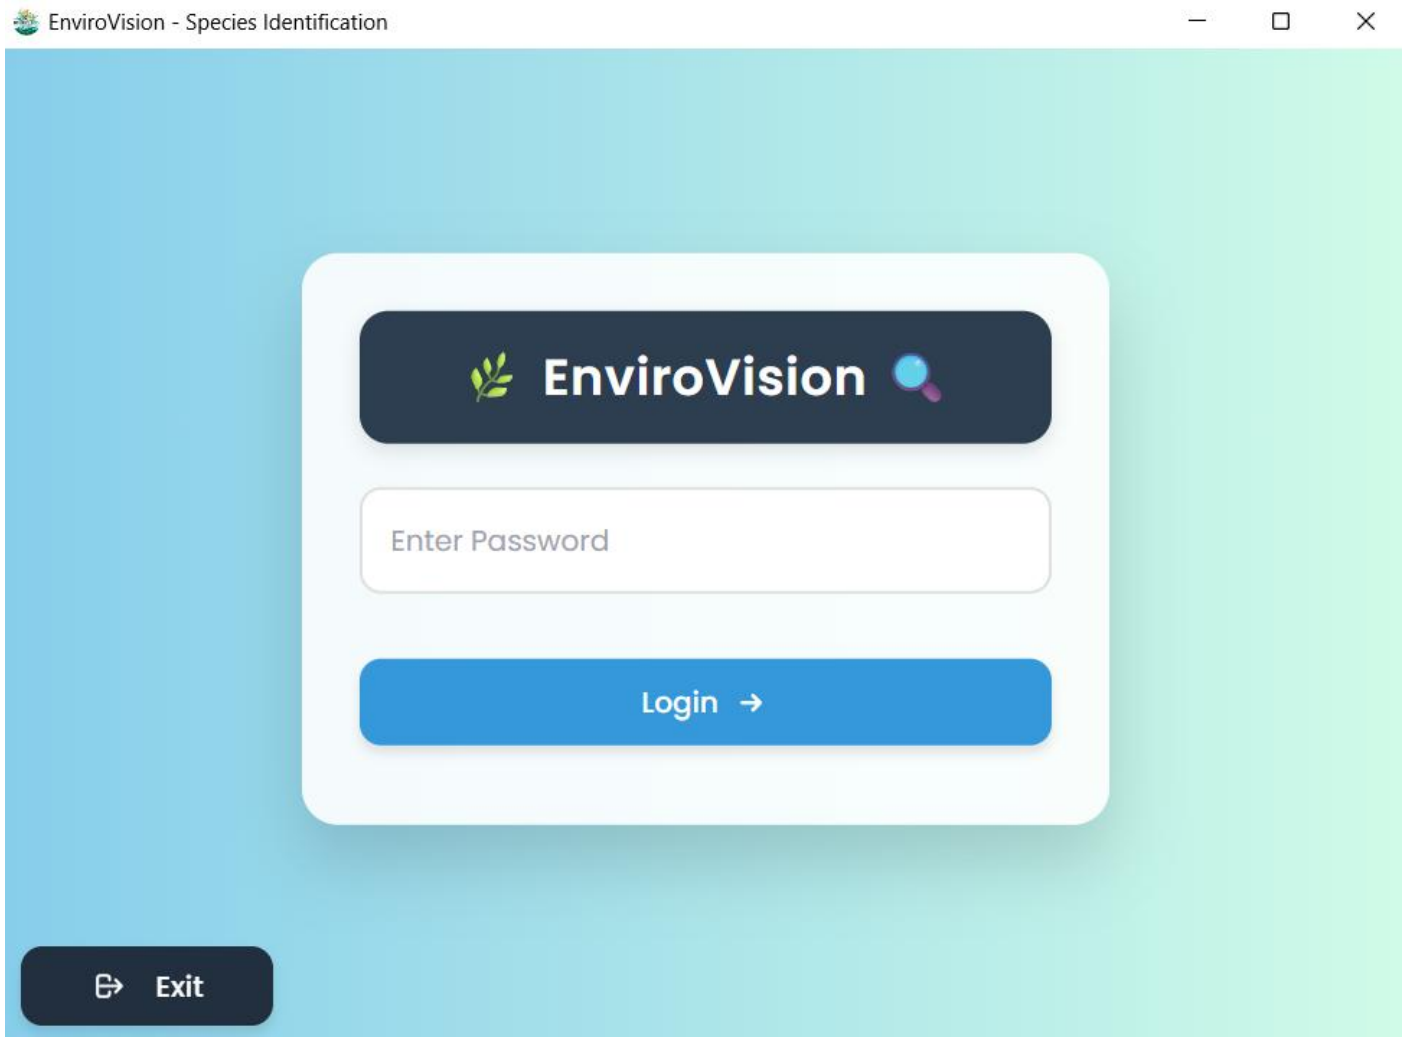 EnviroVision - Species Identification
EnviroVision
Enter Password
Login
Exit